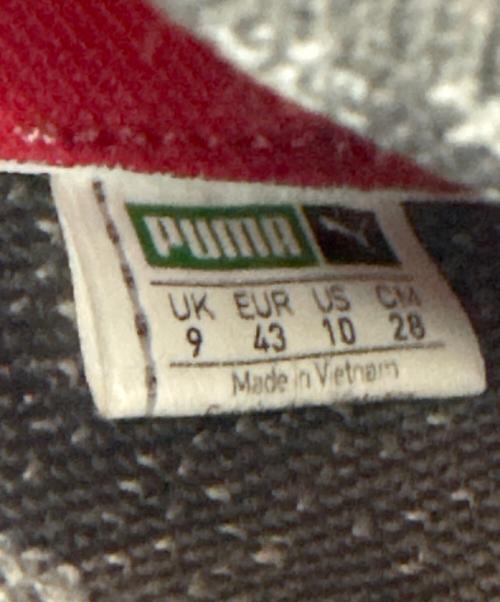 PUMA
UK EUR US CM
9 43 10 28
Made in Vietnam